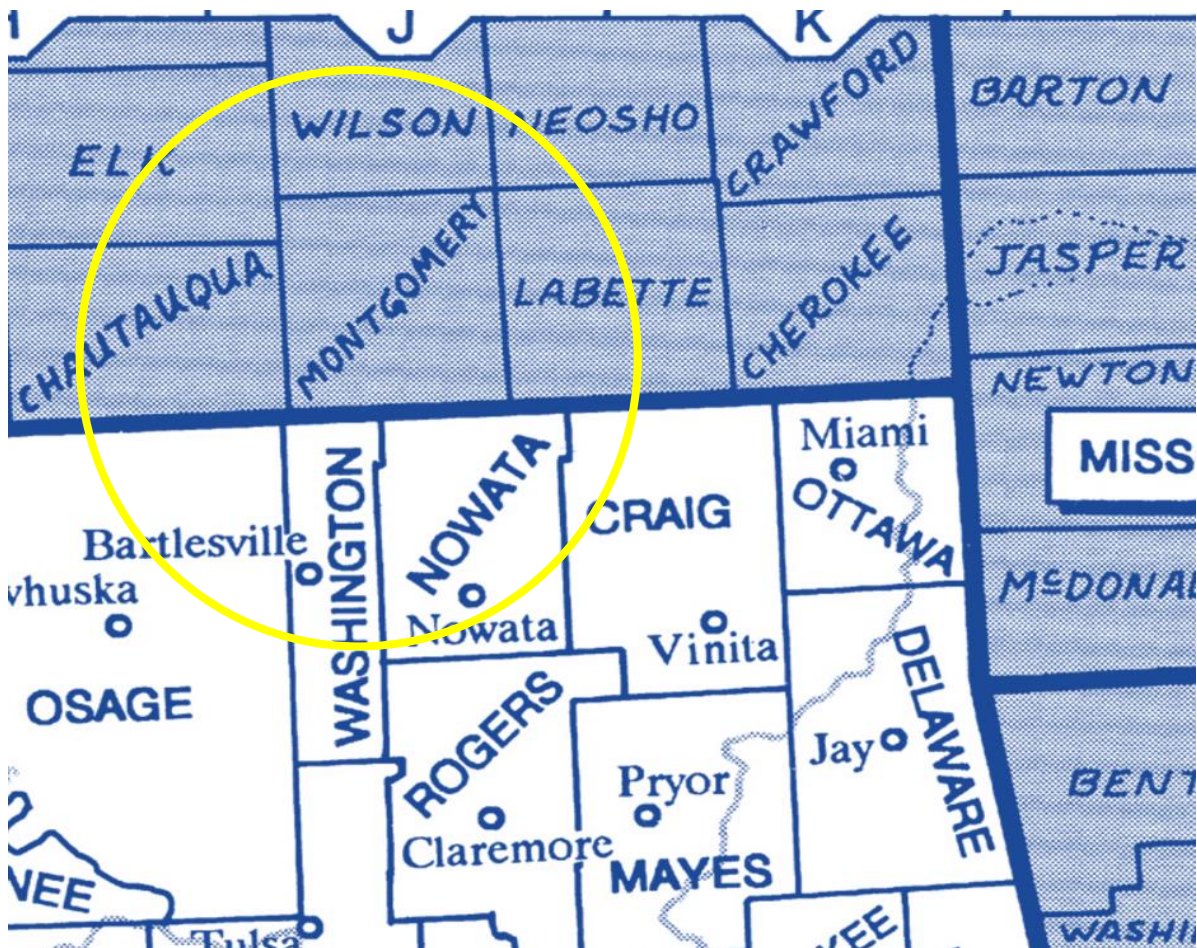 J
K
WILSON
NEOSHO
CRAWFORD
BARTON
ELK
CHAUTAUQUA
MONTGOMERY
LABETTE
CHEROKEE
JASPER
NEWTON
Miami
MISS
OTTAWA
WASHINGTON
NOWATA
CRAIG
Bartlesville
whuska
Nowata
Vinita
McDONAL
OSAGE
ROGERS
DELAWARE
Jay
Pryor
BENT
Claremore
MAYES
NEE
Tulsa
KEE
WASHI